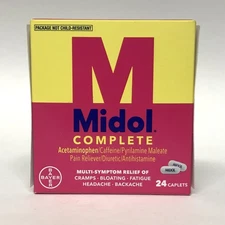 PACKAGE NOT CHILD-RESISTANT
M
Midol
COMPLETE
Acetaminophen/Caffeine/Pyrilamine Maleate
Pain Reliever/Diuretic/Antihistamine
MULTI-SYMPTOM RELIEF OF
CRAMPS · BLOATING · FATIGUE
HEADACHE · BACKACHE
BAYER
24 CAPLETS